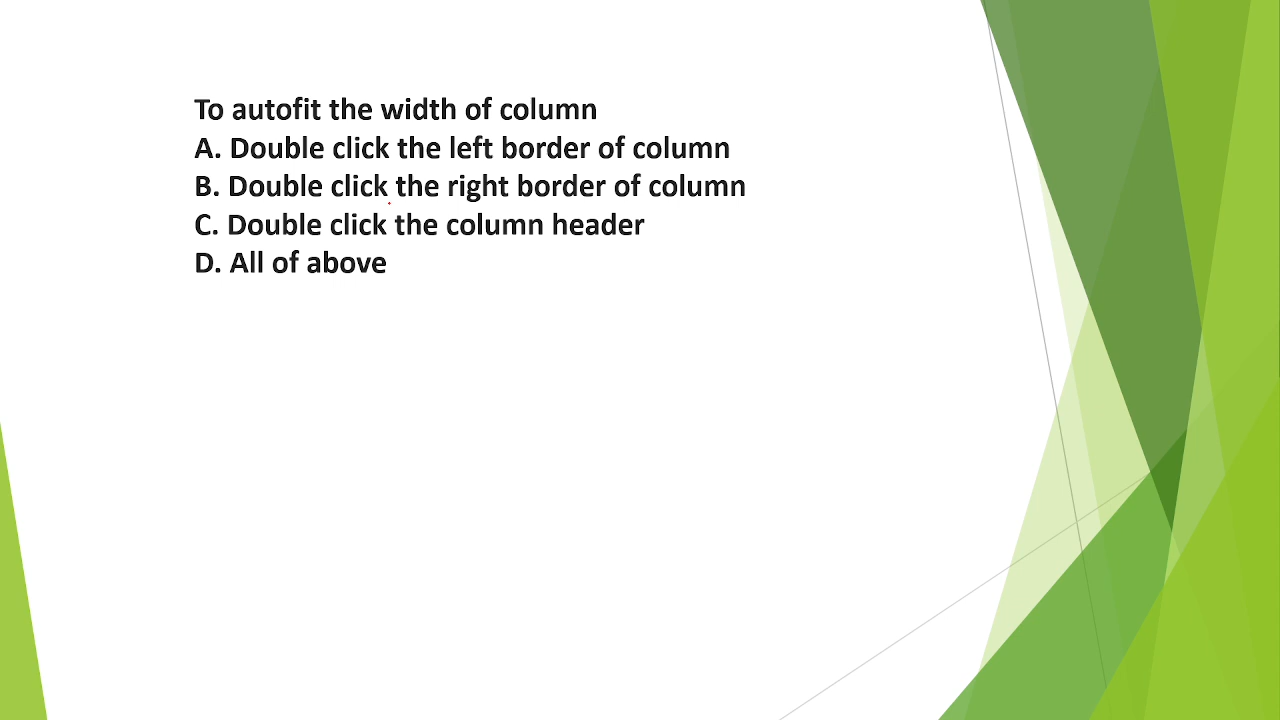 To autofit the width of column
A. Double click the left border of column
B. Double click the right border of column
C. Double click the column header
D. All of above